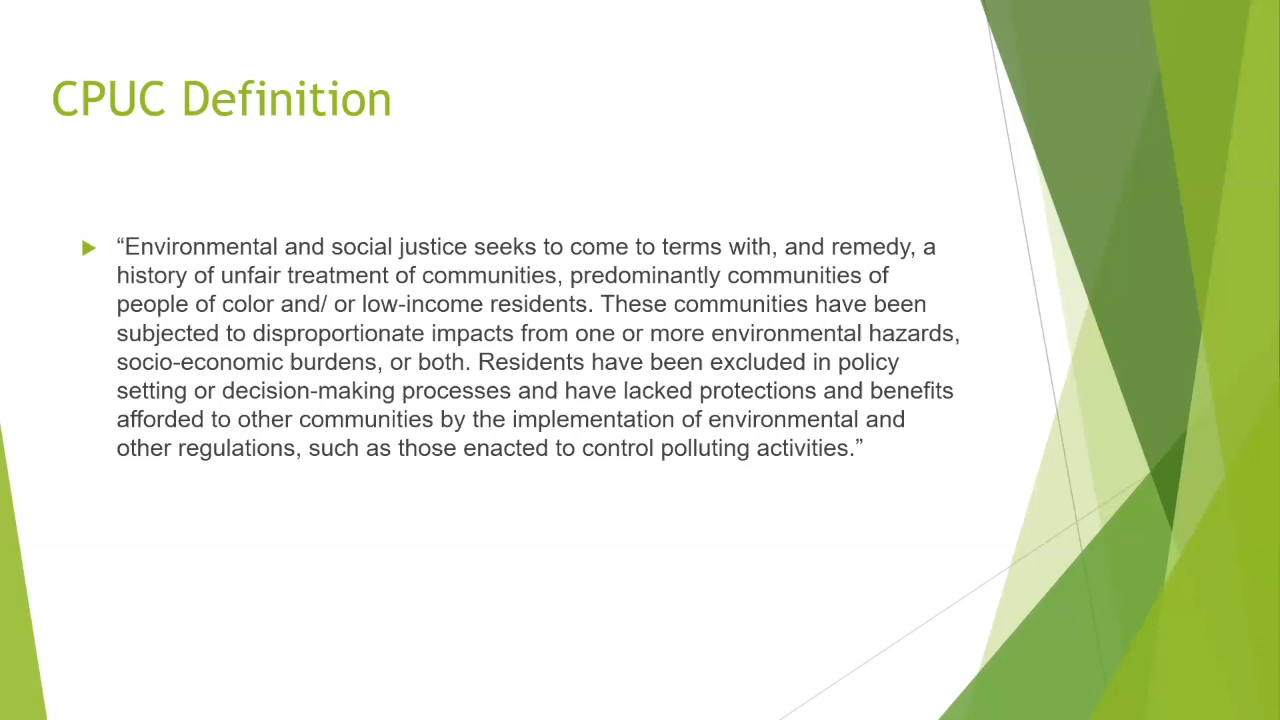 CPUC Definition
“Environmental and social justice seeks to come to terms with, and remedy, a
history of unfair treatment of communities, predominantly communities of
people of color and/ or low-income residents. These communities have been
subjected to disproportionate impacts from one or more environmental hazards,
socio-economic burdens, or both. Residents have been excluded in policy
setting or decision-making processes and have lacked protections and benefits
afforded to other communities by the implementation of environmental and
other regulations, such as those enacted to control polluting activities.”